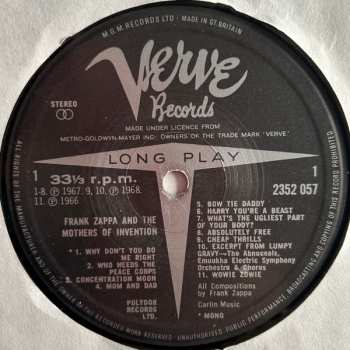 M.G.M. RECORDS LTD · MADE IN GT. BRITAIN
Verve
Records
STEREO
MADE UNDER LICENCE FROM
METRO-GOLDWYN-MAYER INC. OWNERS OF THE TRADE MARK 'VERVE'
LONG PLAY
1
33⅓ r.p.m.
1-8. ℗ 1967. 9, 10. ℗ 1968.
11. ℗ 1966
1
2352 057
FRANK ZAPPA AND THE
MOTHERS OF INVENTION
* 1. WHY DON'T YOU DO
ME RIGHT
2. WHO NEEDS THE
PEACE CORPS
3. CONCENTRATION MOON
4. MOM AND DAD
5. BOW TIE DADDY
6. HARRY YOU'RE A BEAST
7. WHAT'S THE UGLIEST PART
OF YOUR BODY?
8. ABSOLUTELY FREE
9. CHEAP THRILLS
10. EXCERPT FROM LUMPY
GRAVY—The Abnuceals,
Emuukha Electric Symphony
Orchestra & Chorus
11. WOWIE ZOWIE
All Compositions by
Frank Zappa
Carlin Music
* MONO
POLYDOR
RECORDS
LTD.
ALL RIGHTS OF THE MANUFACTURER AND OF THE OWNER OF THE RECORDED WORK RESERVED · UNAUTHORISED PUBLIC PERFORMANCE, BROADCASTING AND COPYING OF THIS RECORD PROHIBITED